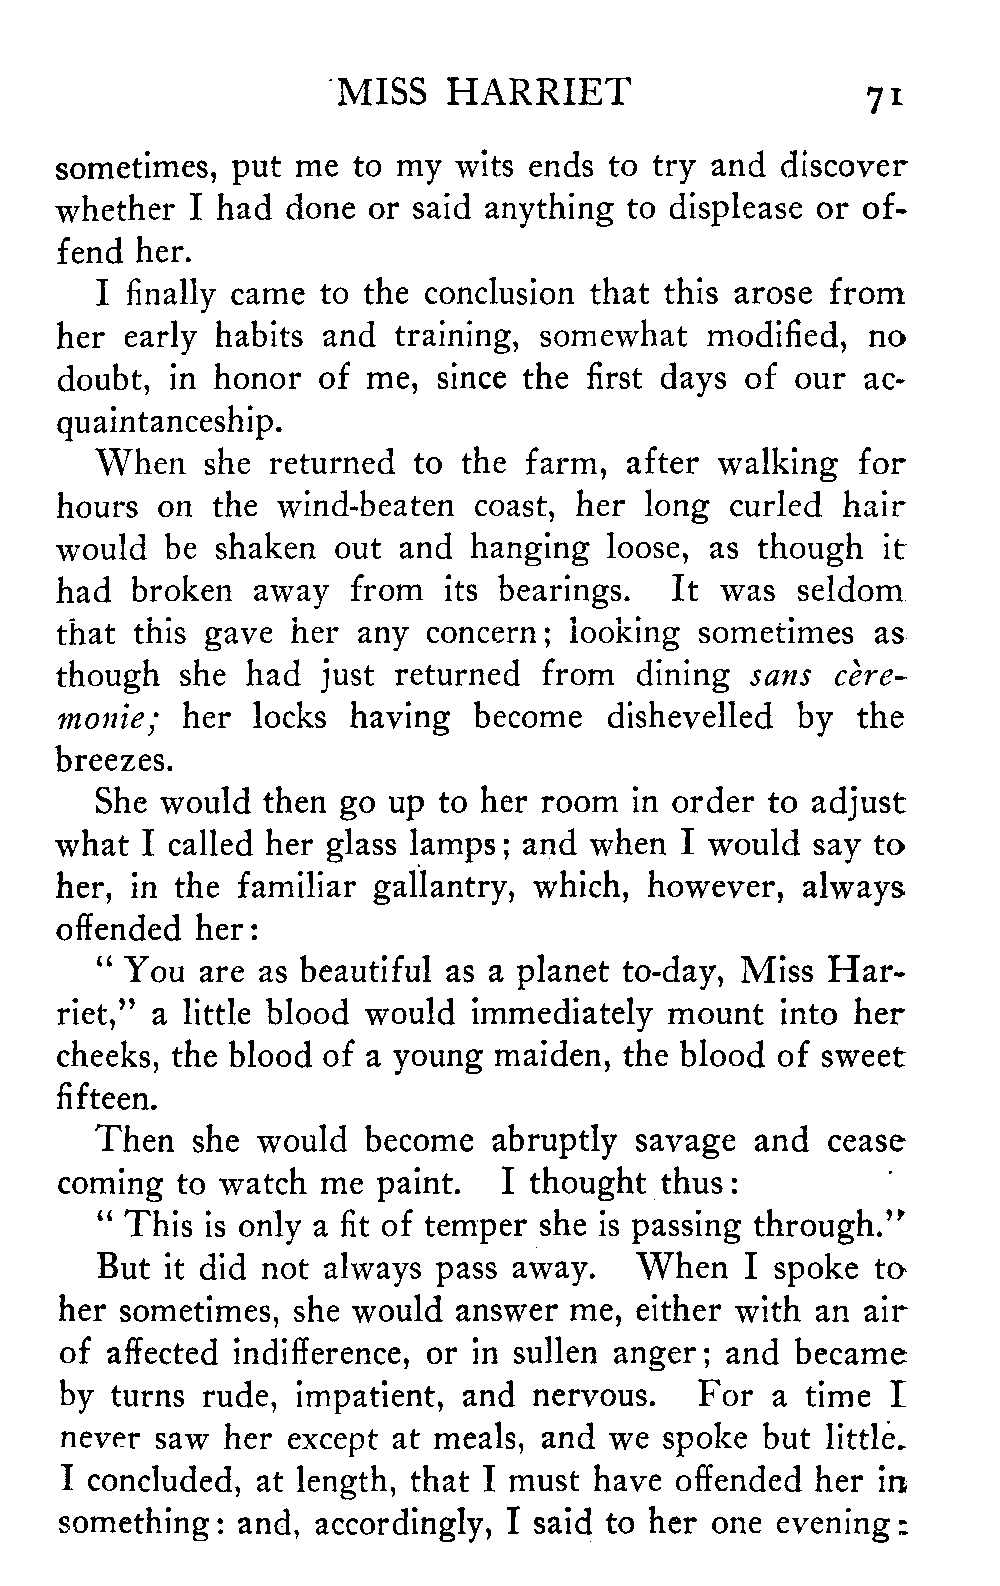 MISS HARRIET 71
sometimes, put me to my wits ends to try and discover
whether I had done or said anything to displease or of-
fend her.
I finally came to the conclusion that this arose from
her early habits and training, somewhat modified, no
doubt, in honor of me, since the first days of our ac-
quaintanceship.
When she returned to the farm, after walking for
hours on the wind-beaten coast, her long curled hair
would be shaken out and hanging loose, as though it
had broken away from its bearings. It was seldom
that this gave her any concern; looking sometimes as
though she had just returned from dining sans cère-
monie; her locks having become dishevelled by the
breezes.
She would then go up to her room in order to adjust
what I called her glass lamps; and when I would say to
her, in the familiar gallantry, which, however, always
offended her:
“ You are as beautiful as a planet to-day, Miss Har-
riet,” a little blood would immediately mount into her
cheeks, the blood of a young maiden, the blood of sweet
fifteen.
Then she would become abruptly savage and cease
coming to watch me paint. I thought thus:
“ This is only a fit of temper she is passing through.”
But it did not always pass away. When I spoke to
her sometimes, she would answer me, either with an air
of affected indifference, or in sullen anger; and became
by turns rude, impatient, and nervous. For a time I
never saw her except at meals, and we spoke but little.
I concluded, at length, that I must have offended her in
something: and, accordingly, I said to her one evening: